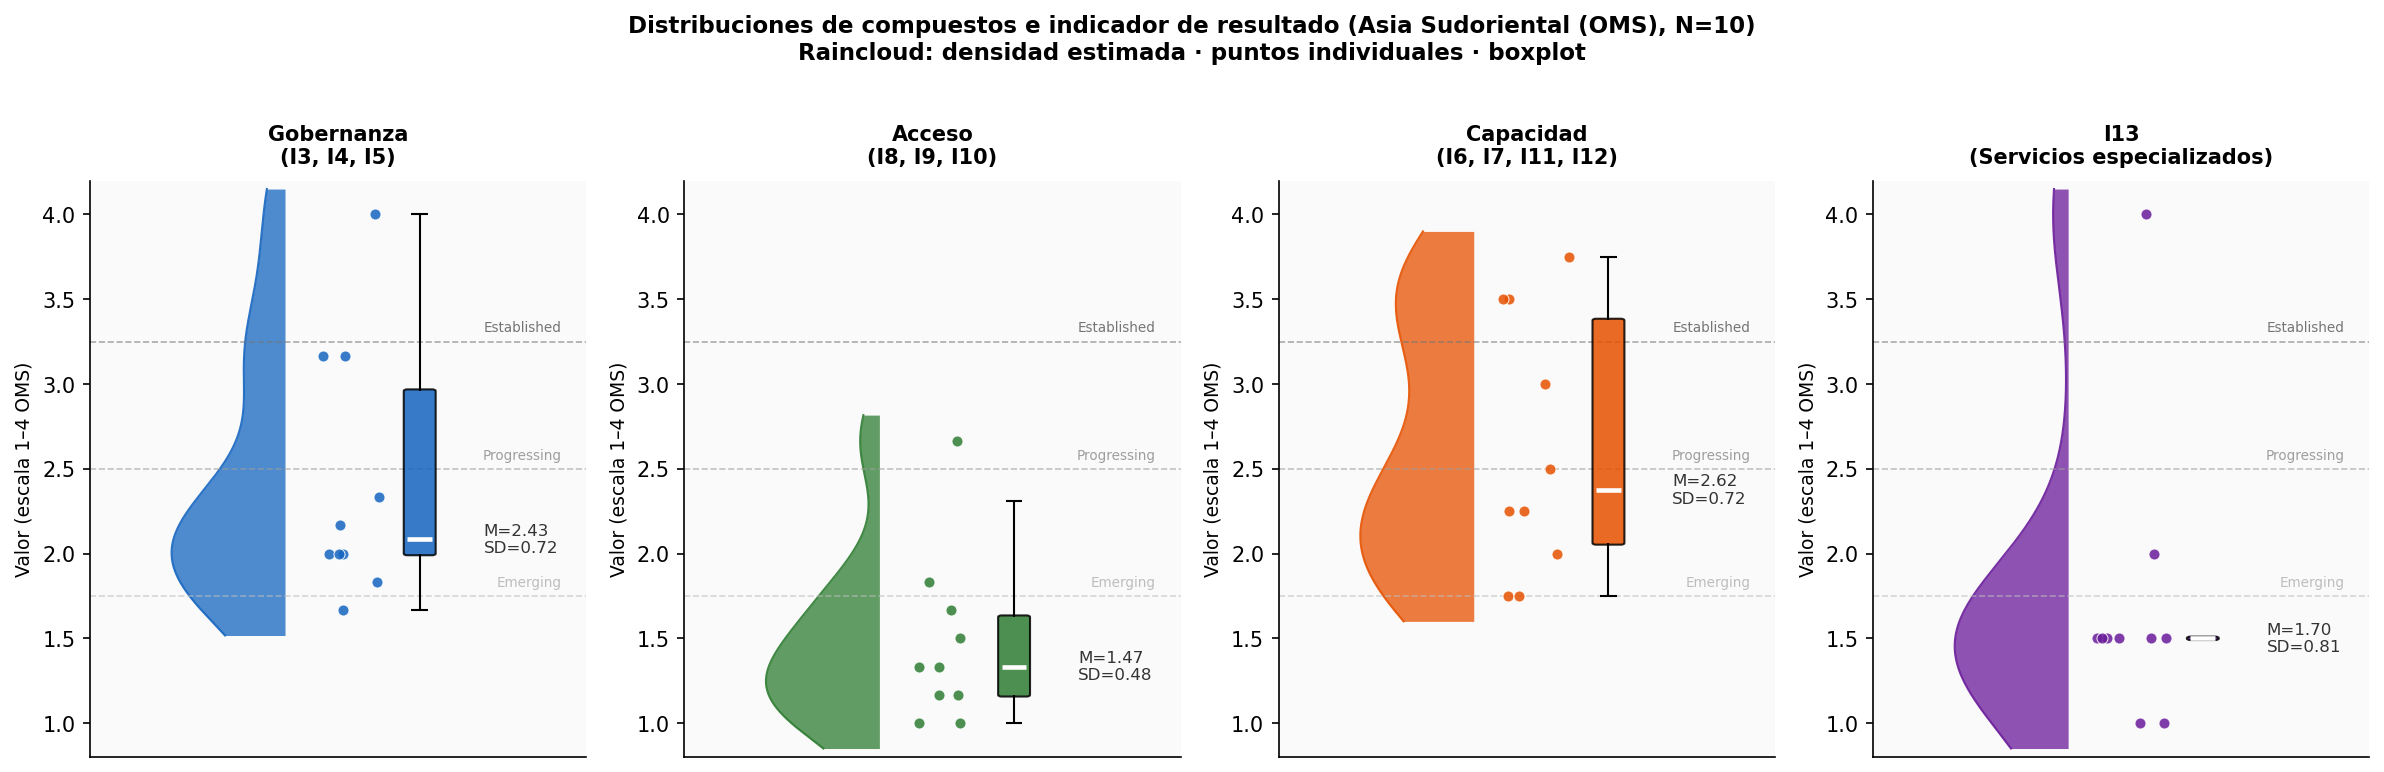 Distribuciones de compuestos e indicador de resultado (Asia Sudoriental (OMS), N=10)
Raincloud: densidad estimada · puntos individuales · boxplot
Gobernanza
(I3, I4, I5)
Valor (escala 1–4 OMS)
4.0
3.5
3.0
2.5
2.0
1.5
1.0
Established
Progressing
M=2.43
SD=0.72
Emerging
Acceso
(I8, I9, I10)
Valor (escala 1–4 OMS)
4.0
3.5
3.0
2.5
2.0
1.5
1.0
Established
Progressing
Emerging
M=1.47
SD=0.48
Capacidad
(I6, I7, I11, I12)
Valor (escala 1–4 OMS)
4.0
3.5
3.0
2.5
2.0
1.5
1.0
Established
Progressing
M=2.62
SD=0.72
Emerging
I13
(Servicios especializados)
Valor (escala 1–4 OMS)
4.0
3.5
3.0
2.5
2.0
1.5
1.0
Established
Progressing
Emerging
M=1.70
SD=0.81